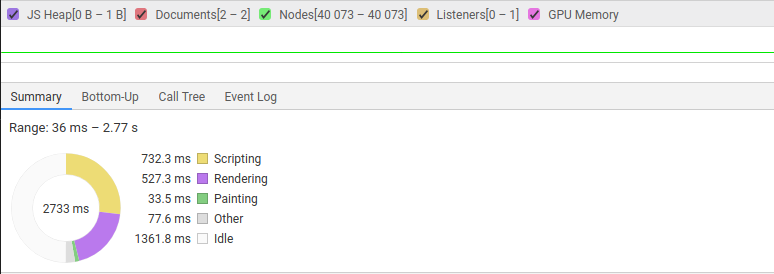 JS Heap[0 B – 1 B] Documents[2 – 2] Nodes[40 073 – 40 073] Listeners[0 – 1] GPU Memory
Summary Bottom-Up Call Tree Event Log
Range: 36 ms – 2.77 s
732.3 ms Scripting
527.3 ms Rendering
33.5 ms Painting
2733 ms
77.6 ms Other
1361.8 ms Idle